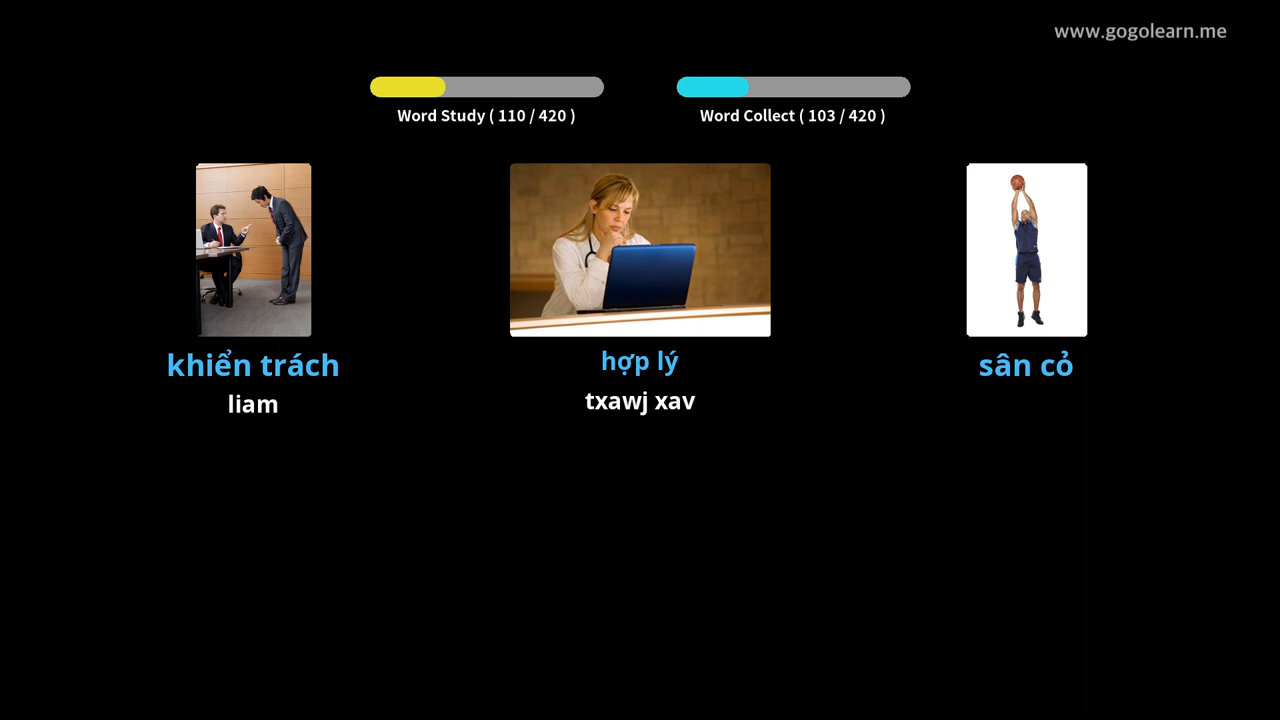 www.gogolearn.me
Word Study ( 110 / 420 )
Word Collect ( 103 / 420 )
khiển trách
liam
hợp lý
txawj xav
sân cỏ